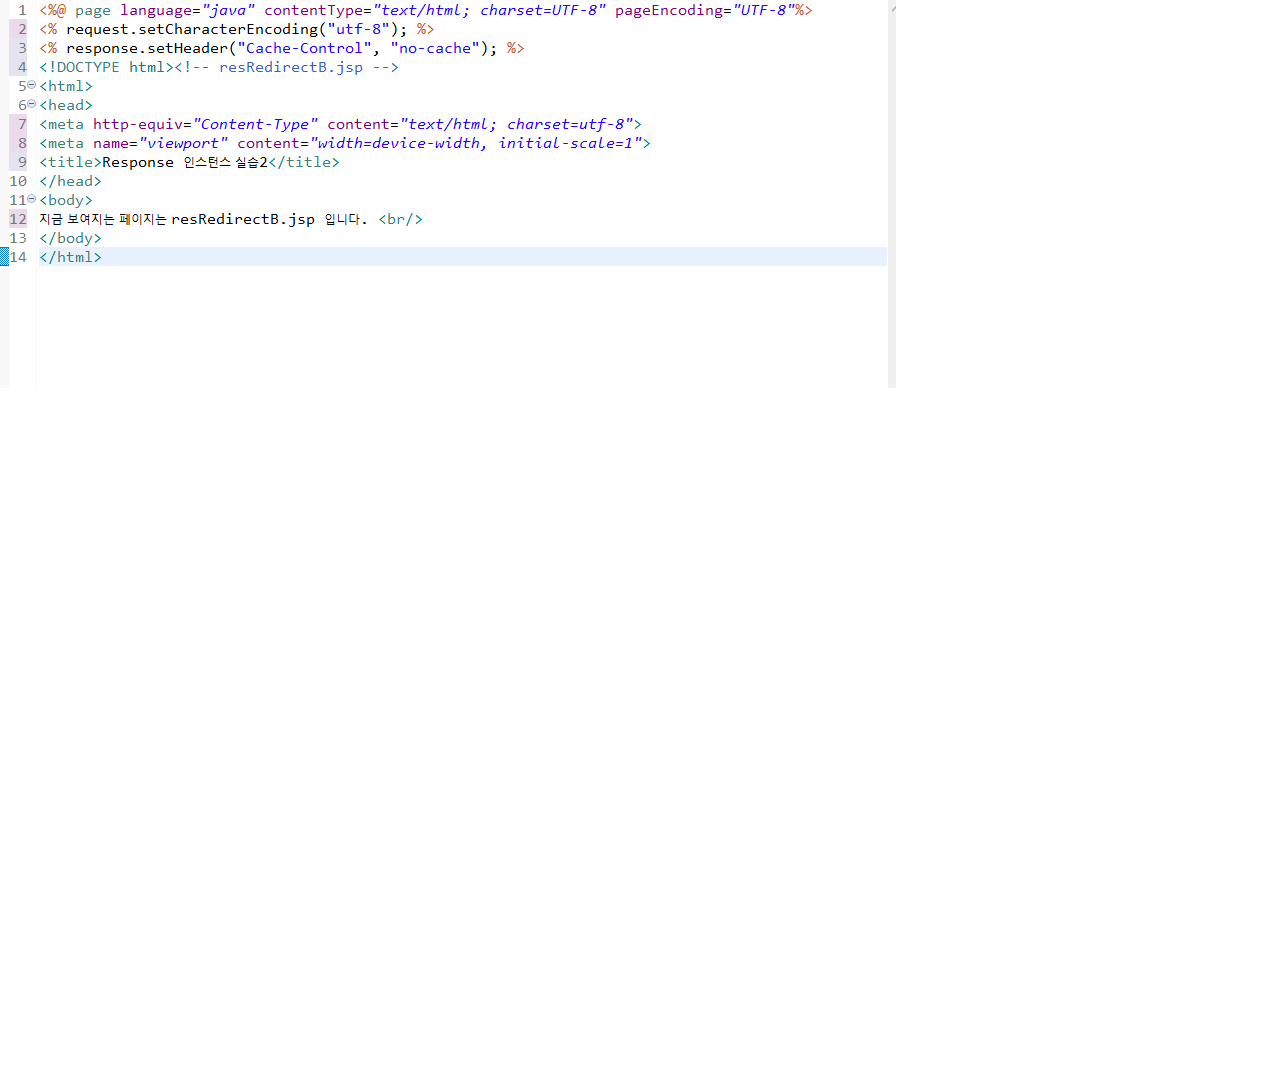 1 <%@ page language="java" contentType="text/html; charset=UTF-8" pageEncoding="UTF-8"%>
2 <% request.setCharacterEncoding("utf-8"); %>
3 <% response.setHeader("Cache-Control", "no-cache"); %>
4 <!DOCTYPE html><!-- resRedirectB.jsp -->
5 <html>
6 <head>
7 <meta http-equiv="Content-Type" content="text/html; charset=utf-8">
8 <meta name="viewport" content="width=device-width, initial-scale=1">
9 <title>Response 인스턴스 실습2</title>
10 </head>
11 <body>
12 지금 보여지는 페이지는 resRedirectB.jsp 입니다. <br/>
13 </body>
14 </html>